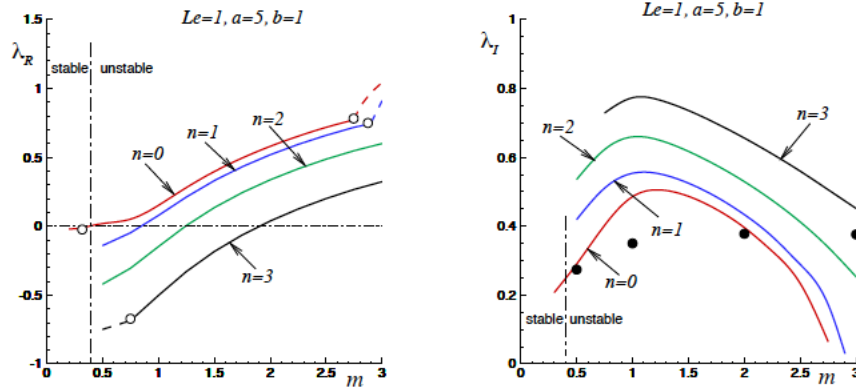 Le=1, a=5, b=1
1.5
λR
stable
unstable
1
n=2
n=1
0.5
n=0
0
-0.5
n=3
-1
0
0.5
1
1.5
2
2.5
m
3
Le=1, a=5, b=1
1
λI
0.8
n=3
n=2
0.6
0.4
n=1
n=0
0.2
stable
unstable
0
0
0.5
1
1.5
2
2.5
m
3